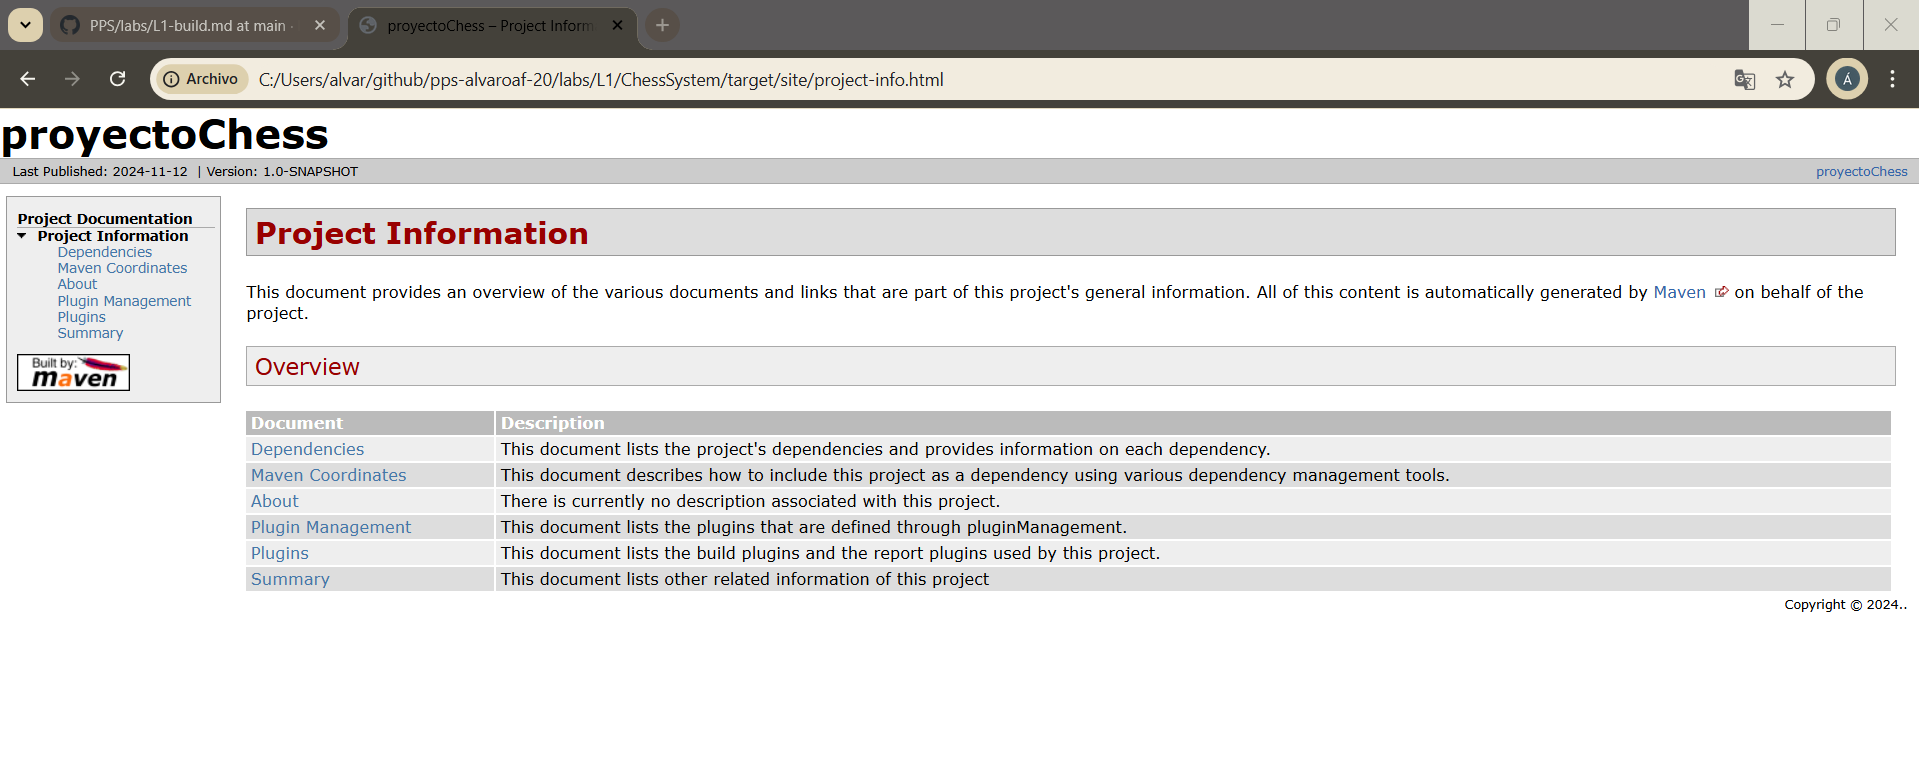 PPS/labs/L1-build.md at main ·
proyectoChess – Project Inform
Archivo
C:/Users/alvar/github/pps-alvaroaf-20/labs/L1/ChessSystem/target/site/project-info.html
Á
proyectoChess
Last Published: 2024-11-12 | Version: 1.0-SNAPSHOT
proyectoChess
Project Documentation
Project Information
Dependencies
Maven Coordinates
About
Plugin Management
Plugins
Summary
Built by:
maven
Project Information
This document provides an overview of the various documents and links that are part of this project's general information. All of this content is automatically generated by Maven on behalf of the
project.
Overview
Document Description
Dependencies This document lists the project's dependencies and provides information on each dependency.
Maven Coordinates This document describes how to include this project as a dependency using various dependency management tools.
About There is currently no description associated with this project.
Plugin Management This document lists the plugins that are defined through pluginManagement.
Plugins This document lists the build plugins and the report plugins used by this project.
Summary This document lists other related information of this project
Copyright © 2024..